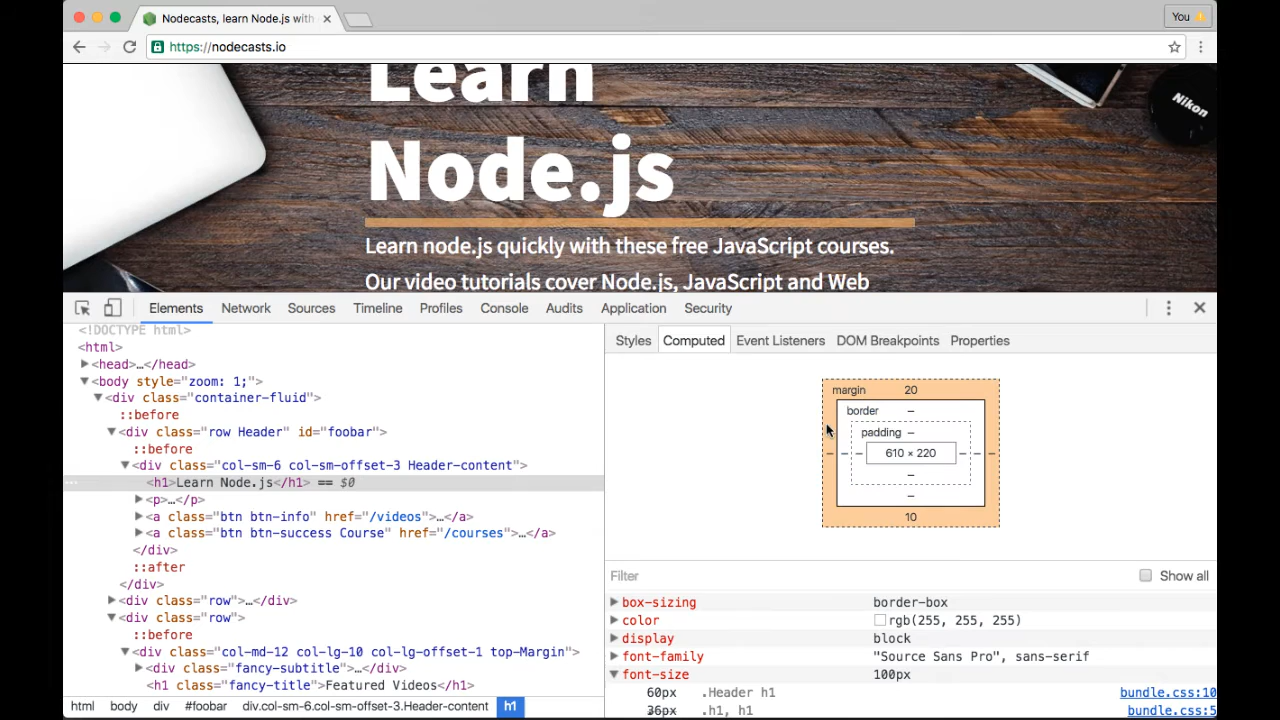 Nodecasts, learn Node.js with
You
https://nodecasts.io
Learn
Node.js
Nikon
Learn node.js quickly with these free JavaScript courses.
Our video tutorials cover Node.js, JavaScript and Web
Elements Network Sources Timeline Profiles Console Audits Application Security
<!DOCTYPE html>
<html>
<head>…</head>
<body style="zoom: 1;">
<div class="container-fluid">
::before
<div class="row Header" id="foobar">
::before
<div class="col-sm-6 col-sm-offset-3 Header-content">
… <h1>Learn Node.js</h1> == $0
<p>…</p>
<a class="btn btn-info" href="/videos">…</a>
<a class="btn btn-success Course" href="/courses">…</a>
</div>
::after
</div>
<div class="row">…</div>
<div class="row">
::before
<div class="col-md-12 col-lg-10 col-lg-offset-1 top-Margin">
<div class="fancy-subtitle">…</div>
<h1 class="fancy-title">Featured Videos</h1>
html body div #foobar div.col-sm-6.col-sm-offset-3.Header-content h1
Styles Computed Event Listeners DOM Breakpoints Properties
margin 20
border –
padding –
– – – 610 × 220 – – –
–
–
10
Filter Show all
box-sizing border-box
color rgb(255, 255, 255)
display block
font-family "Source Sans Pro", sans-serif
font-size 100px
60px .Header h1 bundle.css:10
36px .h1, h1 bundle.css:5